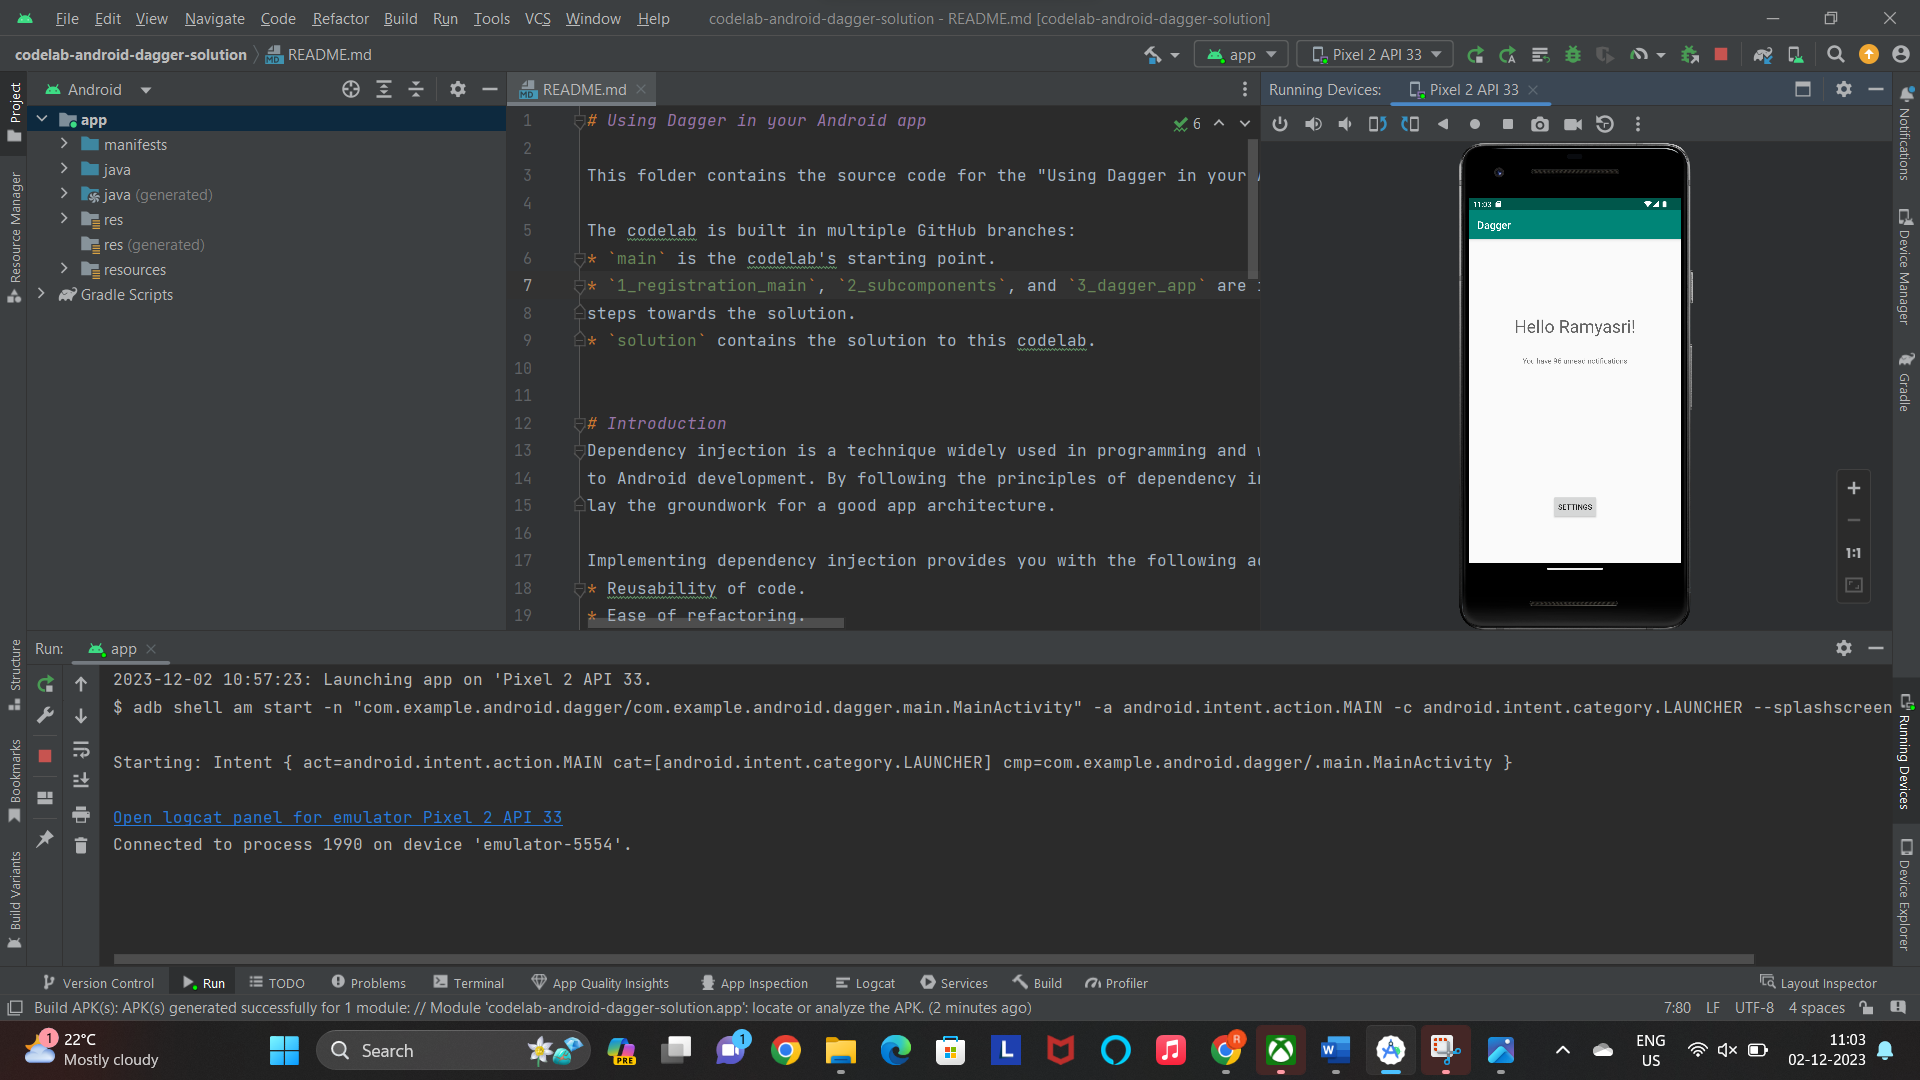 File Edit View Navigate Code Refactor Build Run Tools VCS Window Help codelab-android-dagger-solution - README.md [codelab-android-dagger-solution]
codelab-android-dagger-solution README.md app Pixel 2 API 33
Project
Resource Manager
Structure
Bookmarks
Build Variants
Android
app
manifests
java
java (generated)
res
res (generated)
resources
Gradle Scripts
README.md
6
1 # Using Dagger in your Android app
2
3 This folder contains the source code for the "Using Dagger in your
4
5 The codelab is built in multiple GitHub branches:
6 * `main` is the codelab's starting point.
7 * `1_registration_main`, `2_subcomponents`, and `3_dagger_app` are
8 steps towards the solution.
9 * `solution` contains the solution to this codelab.
10
11
12 # Introduction
13 Dependency injection is a technique widely used in programming and
14 to Android development. By following the principles of dependency
15 lay the groundwork for a good app architecture.
16
17 Implementing dependency injection provides you with the following
18 * Reusability of code.
19 * Ease of refactoring.
Running Devices: Pixel 2 API 33
11:03
Dagger
Hello Ramyasri!
You have 96 unread notifications
SETTINGS
1:1
Notifications
Device Manager
Gradle
Running Devices
Device Explorer
Run: app
2023-12-02 10:57:23: Launching app on 'Pixel 2 API 33.
$ adb shell am start -n "com.example.android.dagger/com.example.android.dagger.main.MainActivity" -a android.intent.action.MAIN -c android.intent.category.LAUNCHER --splashscreen
Starting: Intent { act=android.intent.action.MAIN cat=[android.intent.category.LAUNCHER] cmp=com.example.android.dagger/.main.MainActivity }
Open logcat panel for emulator Pixel 2 API 33
Connected to process 1990 on device 'emulator-5554'.
Version Control Run TODO Problems Terminal App Quality Insights App Inspection Logcat Services Build Profiler Layout Inspector
Build APK(s): APK(s) generated successfully for 1 module: // Module 'codelab-android-dagger-solution.app': locate or analyze the APK. (2 minutes ago) 7:80 LF UTF-8 4 spaces
1 22°C
Mostly cloudy
Search
PRE
1
L
R
ENG
US
11:03
02-12-2023